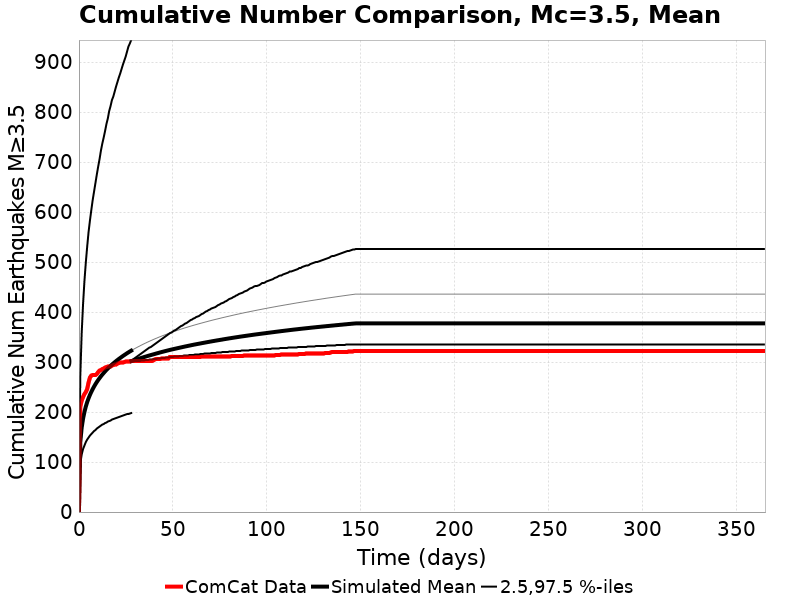 Cumulative Number Comparison, Mc=3.5, Mean
Cumulative Num Earthquakes M≥3.5
900
800
700
600
500
400
300
200
100
0
0 50 100 150 200 250 300 350
Time (days)
ComCat Data Simulated Mean 2.5,97.5 %-iles